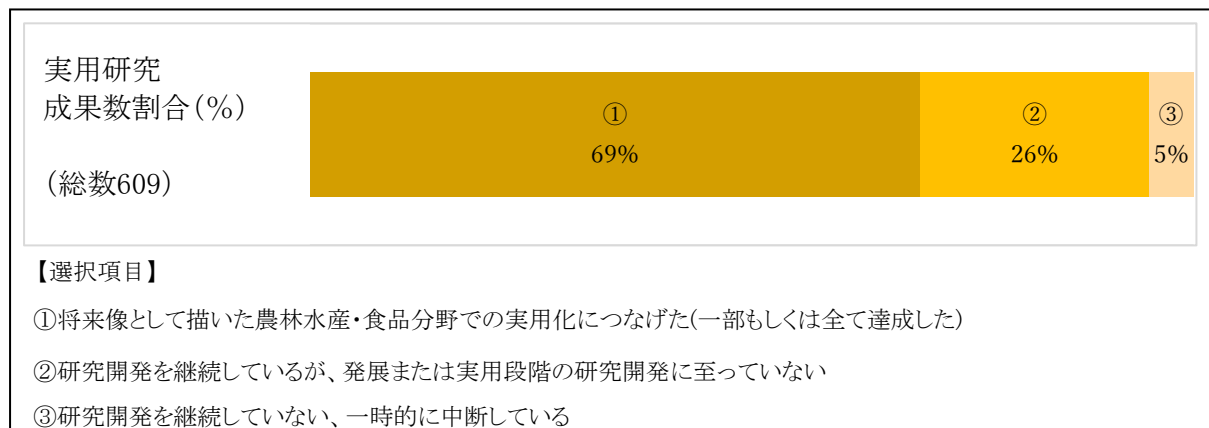 実用研究
成果数割合(%)
(総数609)
① ② ③
69% 26% 5%
【選択項目】
①将来像として描いた農林水産・食品分野での実用化につなげた(一部もしくは全て達成した)
②研究開発を継続しているが、発展または実用段階の研究開発に至っていない
③研究開発を継続していない、一時的に中断している